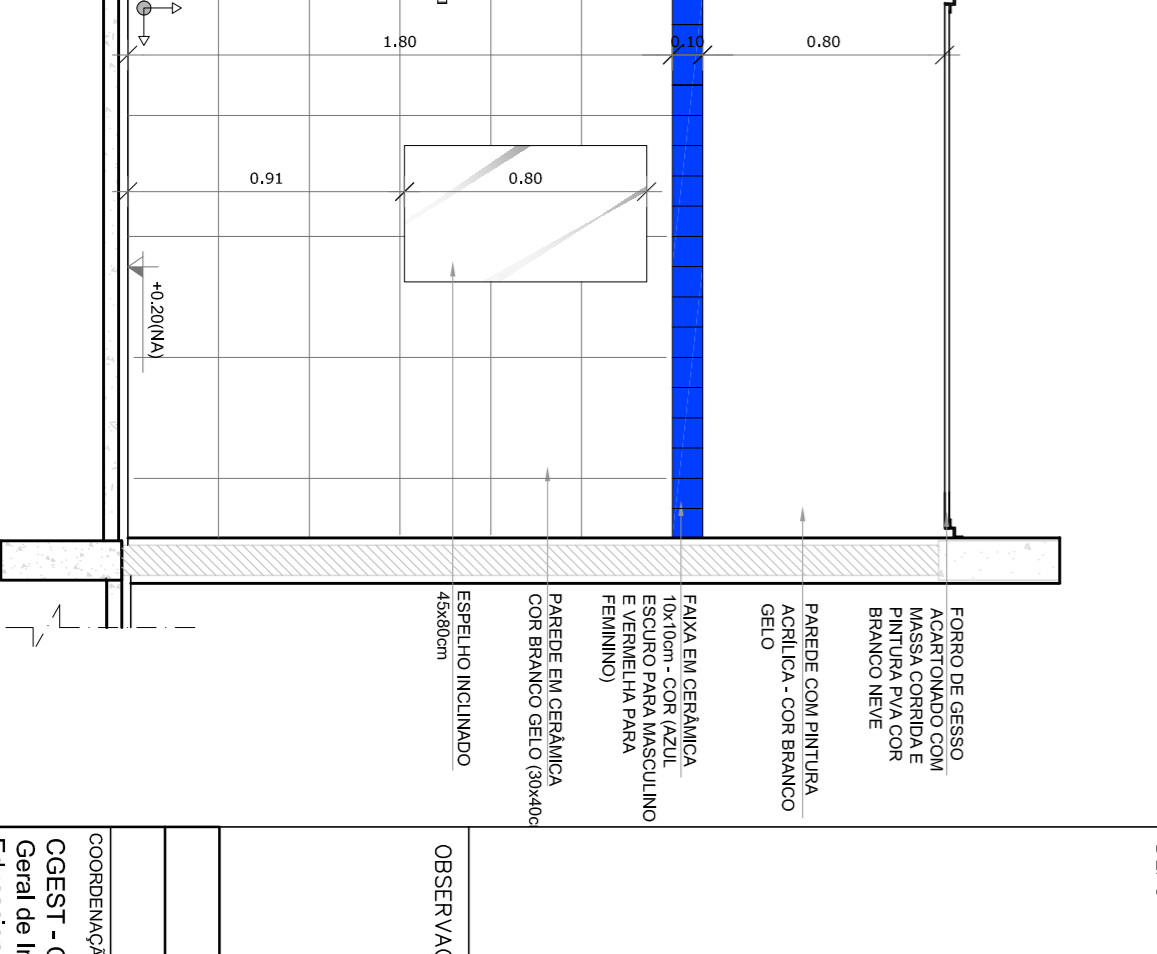 1.80
0.10
0.80
0.91
0.80
+0.20(NA)
FORRO DE GESSO
ACARTONADO COM
MASSA CORRIDA E
PINTURA PVA COR
BRANCO NEVE
PAREDE COM PINTURA
ACRÍLICA - COR BRANCO
GELO
FAIXA EM CERÂMICA
10x10cm - COR (AZUL
ESCURO PARA MASCULINO
E VERMELHA PARA
FEMININO)
PAREDE EM CERÂMICA
COR BRANCO GELO (30x40c
ESPELHO INCLINADO
45x80cm
OBSERVAÇ
COORDENAÇÃ
CGEST - C
Geral de In